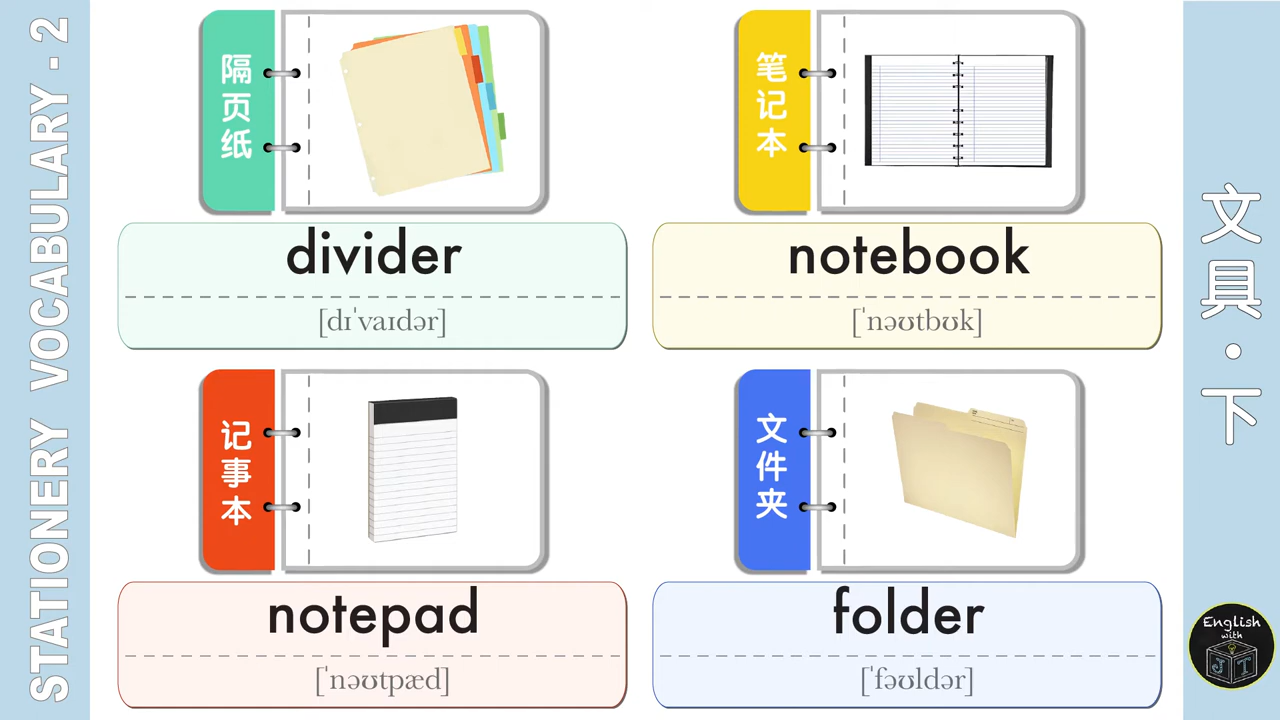 STATIONERY VOCABULARY - 2
隔页纸
divider
[dɪˈvaɪdər]
笔记本
notebook
[ˈnəʊtbʊk]
记事本
notepad
[ˈnəʊtpæd]
文件夹
folder
[ˈfəʊldər]
文具·下
English
with
JT